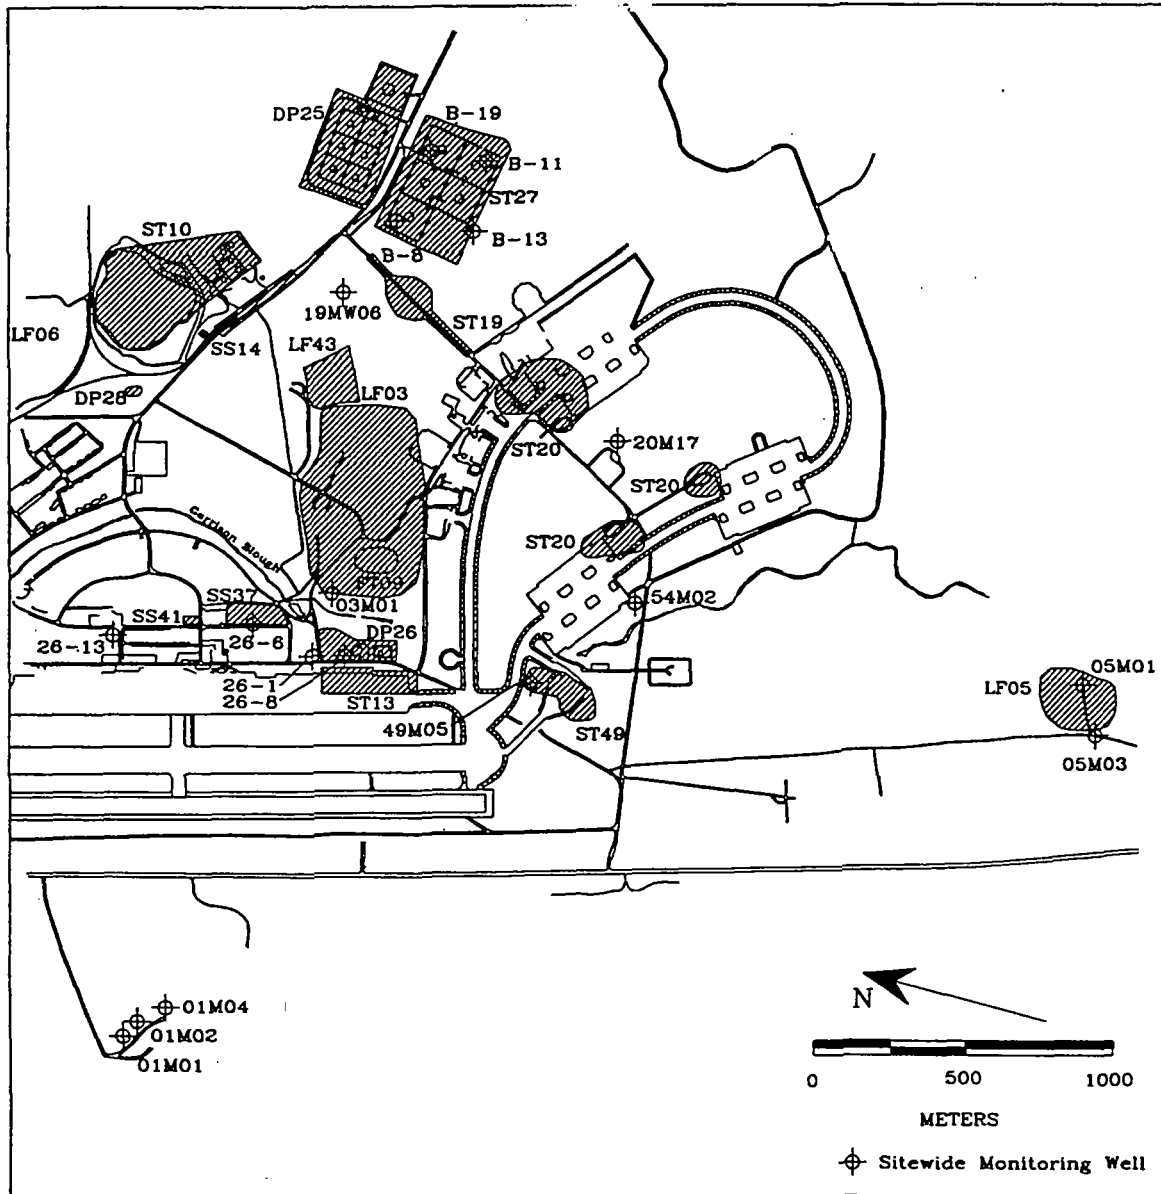 DP25
B-19
B-11
ST27
B-13
B-8
ST10
19MW06
ST19
LF06
SS14
LF43
LF03
DP28
ST20
20M17
ST20
Garrison Slough
ST20
FT09
03M01
SS37
SS41
54M02
26-13
26-6
DP26
26-1
26-8
ST13
49M05
ST49
05M01
LF05
05M03
01M04
01M02
01M01
N
0 500 1000
METERS
Sitewide Monitoring Well